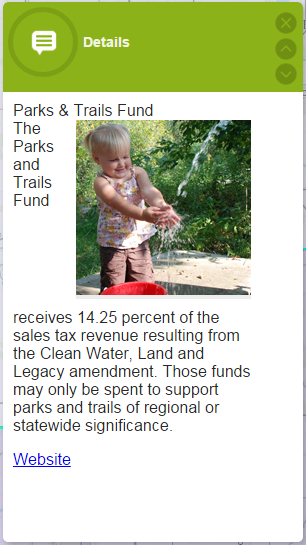 Details
Parks & Trails Fund
The
Parks
and
Trails
Fund
receives 14.25 percent of the
sales tax revenue resulting from
the Clean Water, Land and
Legacy amendment. Those funds
may only be spent to support
parks and trails of regional or
statewide significance.
Website